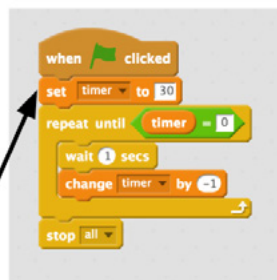 when clicked
set timer to 30
repeat until timer = 0
wait 1 secs
change timer by -1
stop all